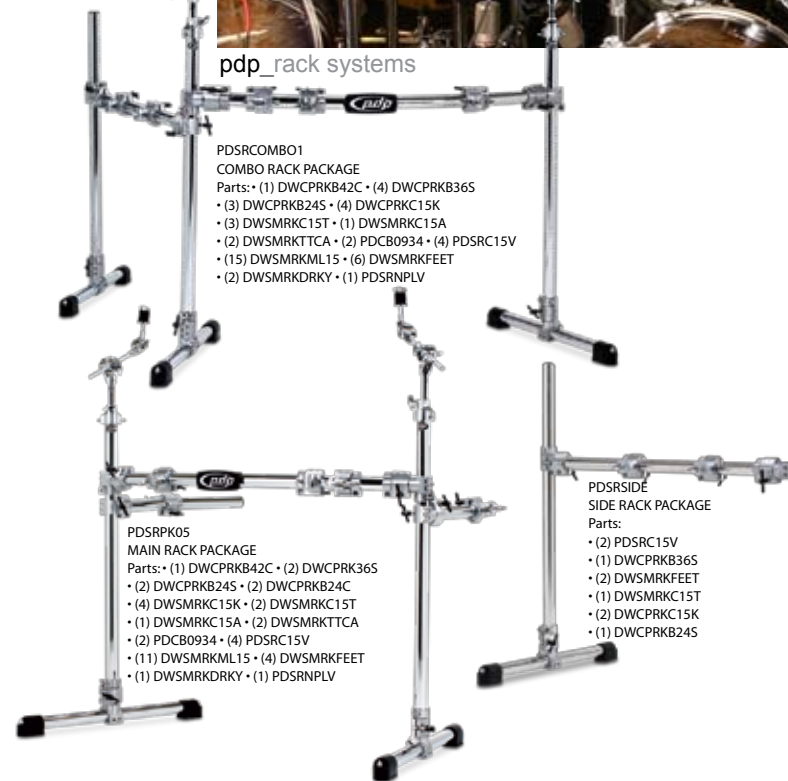 pdp_rack systems
pdp
PDSRCOMBO1
COMBO RACK PACKAGE
Parts: • (1) DWCPRKB42C • (4) DWCPRKB36S
• (3) DWCPRKB24S • (4) DWCPRKC15K
• (3) DWSMRKC15T • (1) DWSMRKC15A
• (2) DWSMRKTTCA • (2) PDCB0934 • (4) PDSRC15V
• (15) DWSMRKML15 • (6) DWSMRKFEET
• (2) DWSMRKDRKY • (1) PDSRNPLV
pdp
PDSRPK05
MAIN RACK PACKAGE
Parts: • (1) DWCPRKB42C • (2) DWCPRK36S
• (2) DWCPRKB24S • (2) DWCPRKB24C
• (4) DWSMRKC15K • (2) DWSMRKC15T
• (1) DWSMRKC15A • (2) DWSMRKTTCA
• (2) PDCB0934 • (4) PDSRC15V
• (11) DWSMRKML15 • (4) DWSMRKFEET
• (1) DWSMRKDRKY • (1) PDSRNPLV
PDSRSIDE
SIDE RACK PACKAGE
Parts:
• (2) PDSRC15V
• (1) DWCPRKB36S
• (2) DWSMRKFEET
• (1) DWSMRKC15T
• (2) DWCPRKC15K
• (1) DWCPRKB24S